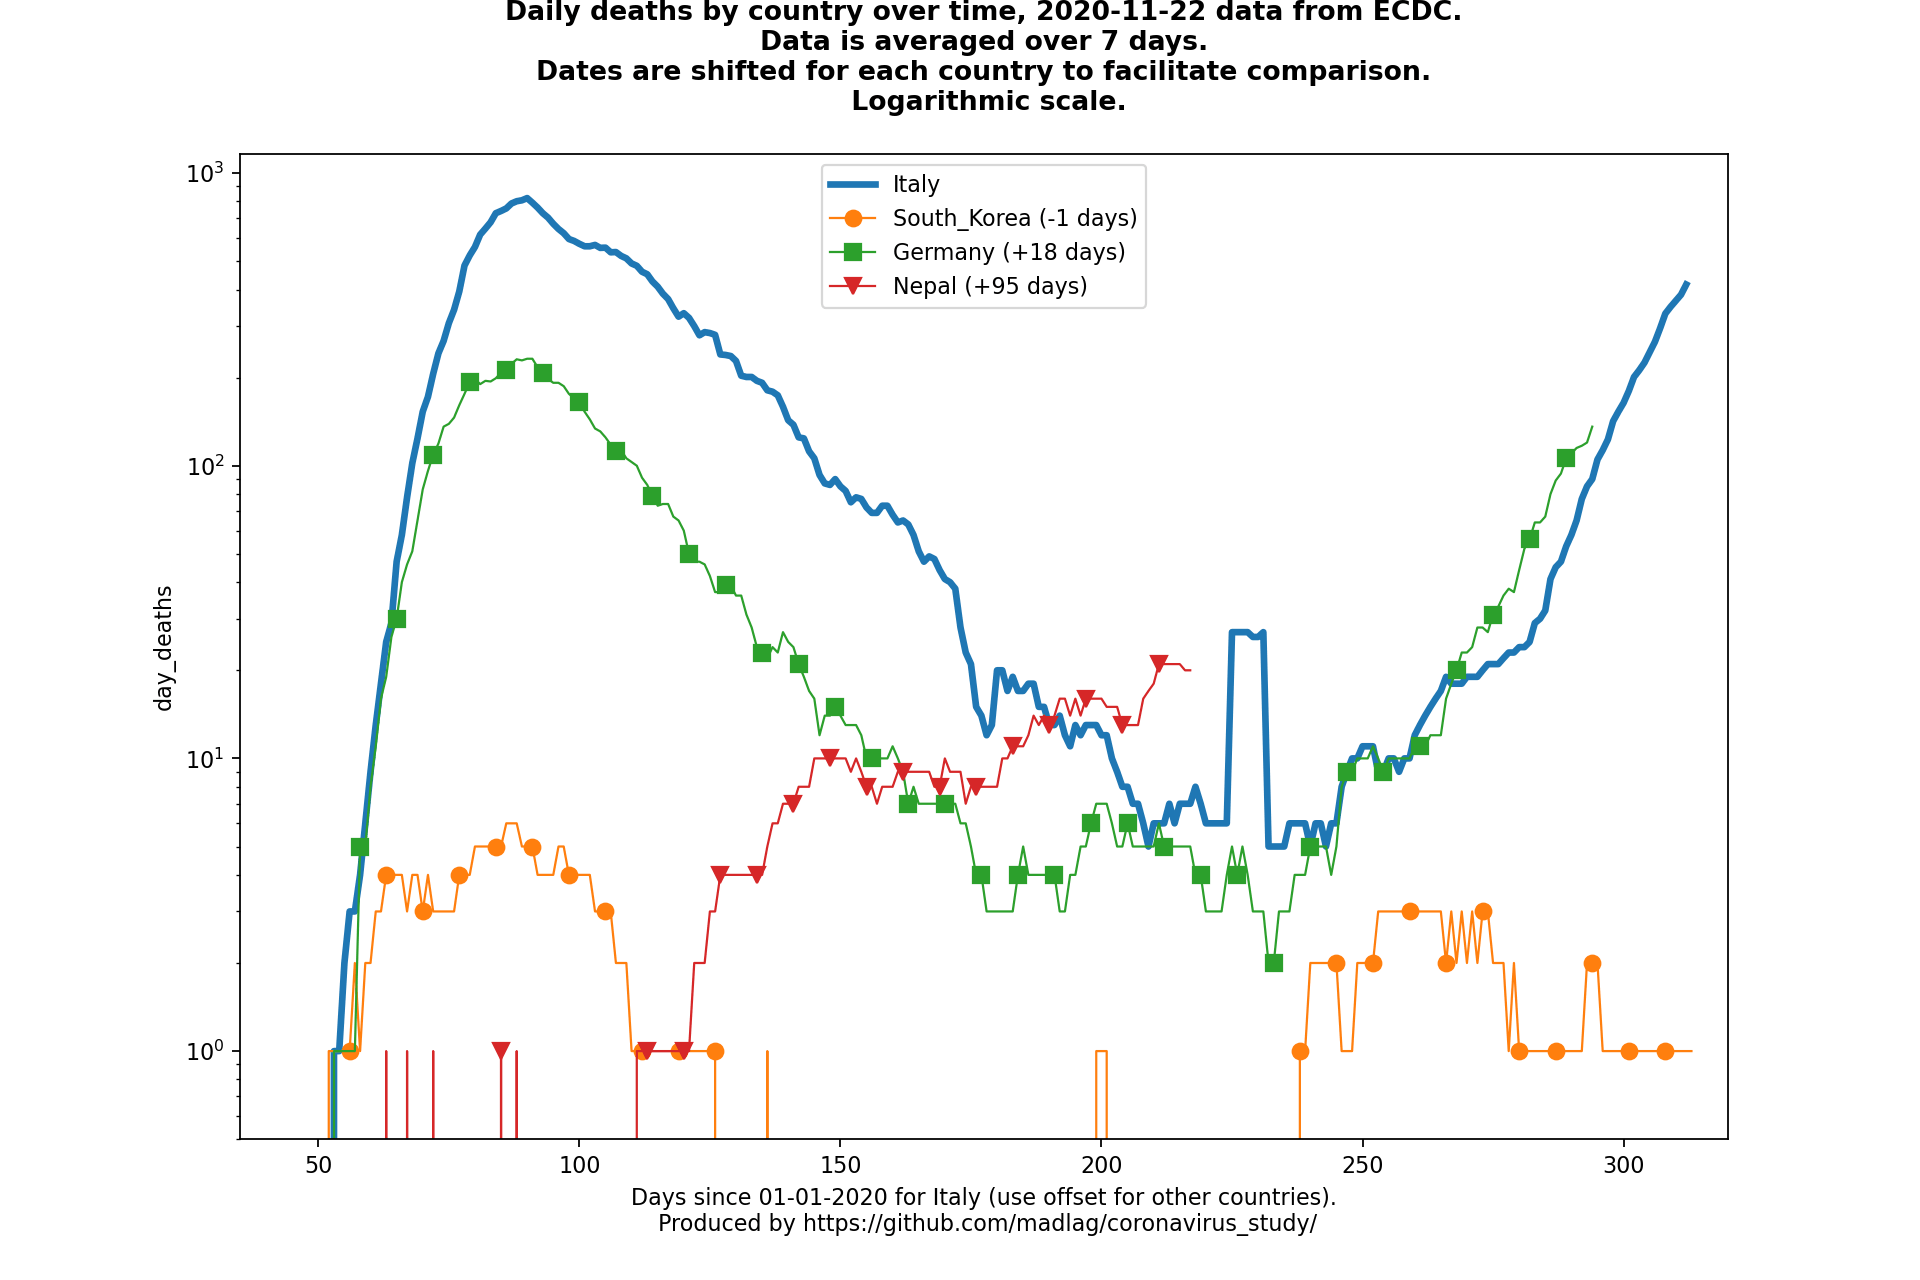 Daily deaths by country over time, 2020-11-22 data from ECDC.
Data is averaged over 7 days.
Dates are shifted for each country to facilitate comparison.
Logarithmic scale.
10³
10²
10¹
10⁰
day_deaths
Italy
South_Korea (-1 days)
Germany (+18 days)
Nepal (+95 days)
50 100 150 200 250 300
Days since 01-01-2020 for Italy (use offset for other countries).
Produced by https://github.com/madlag/coronavirus_study/